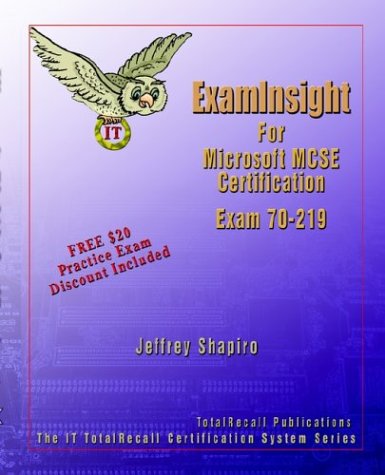 ExamInsight
For
Microsoft MCSE
Certification
Exam 70-219
IT
FREE $20
Practice Exam
Discount Included
Jeffrey Shapiro
TotalRecall Publications
The IT TotalRecall Certification System Series